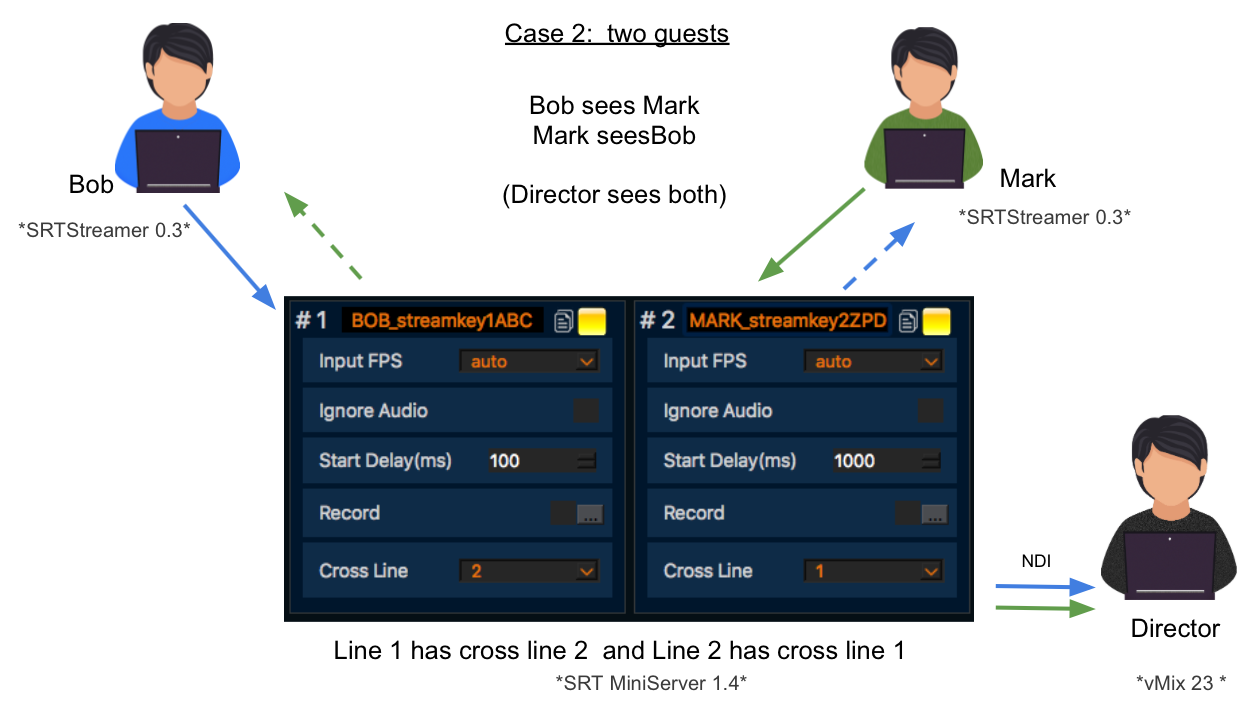 Case 2:  two guests
Bob sees Mark
Mark seesBob
(Director sees both)
Bob
*SRTStreamer 0.3*
Mark
*SRTStreamer 0.3*
# 1 BOB_streamkey1ABC
Input FPS auto
Ignore Audio
Start Delay(ms) 100
Record ...
Cross Line 2
# 2 MARK_streamkey2ZPD
Input FPS auto
Ignore Audio
Start Delay(ms) 1000
Record ...
Cross Line 1
NDI
Director
*vMix 23 *
Line 1 has cross line 2  and Line 2 has cross line 1
*SRT MiniServer 1.4*